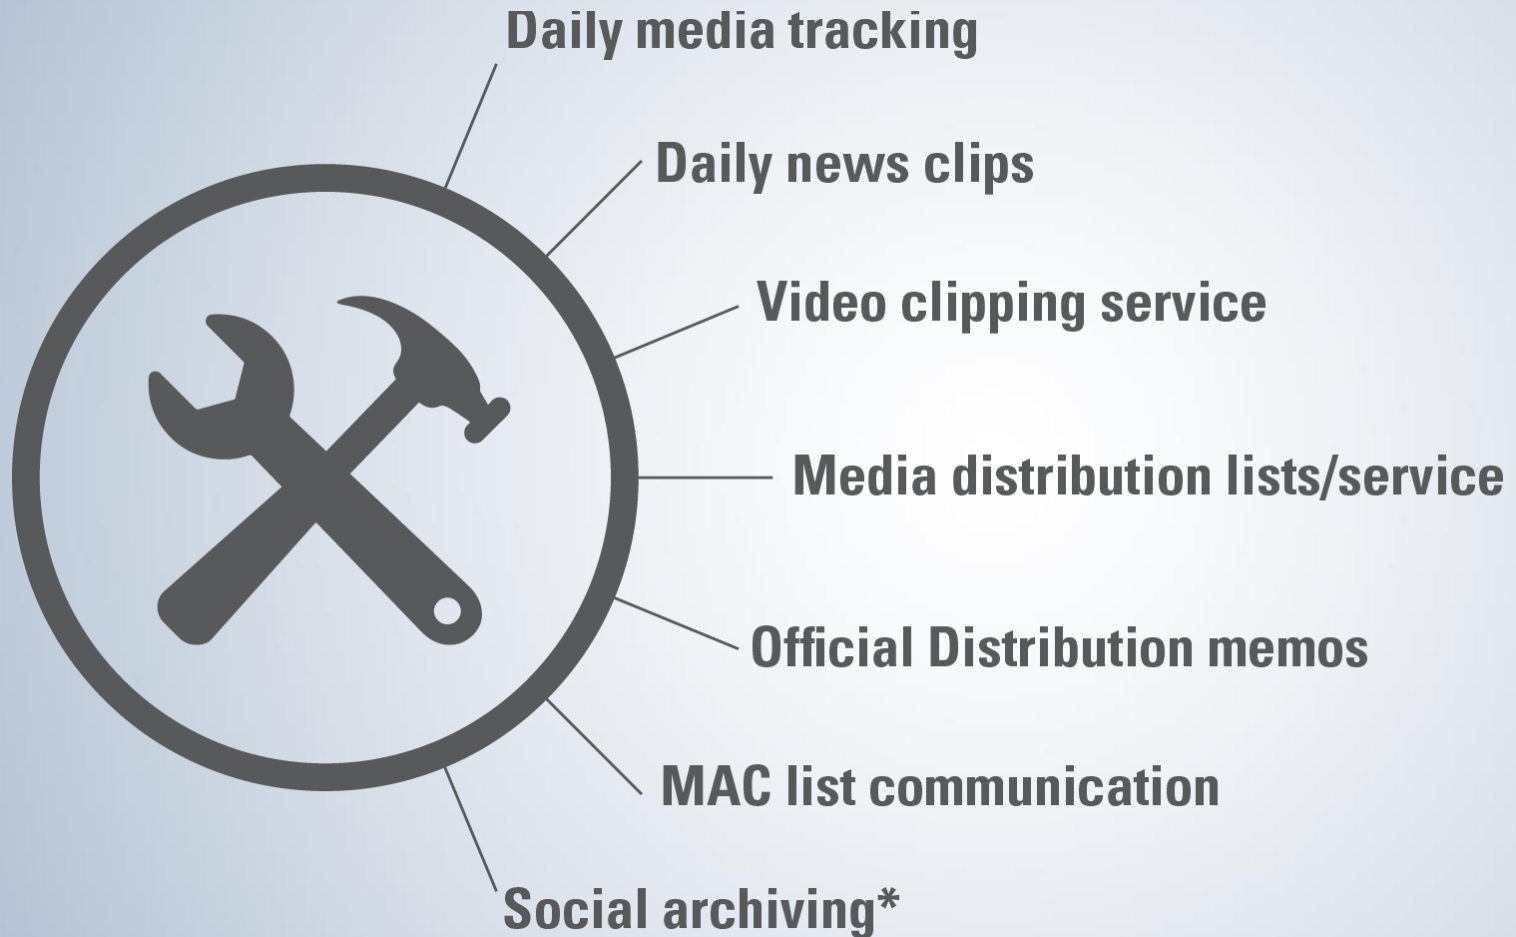 Daily media tracking
Daily news clips
Video clipping service
Media distribution lists/service
Official Distribution memos
MAC list communication
Social archiving*